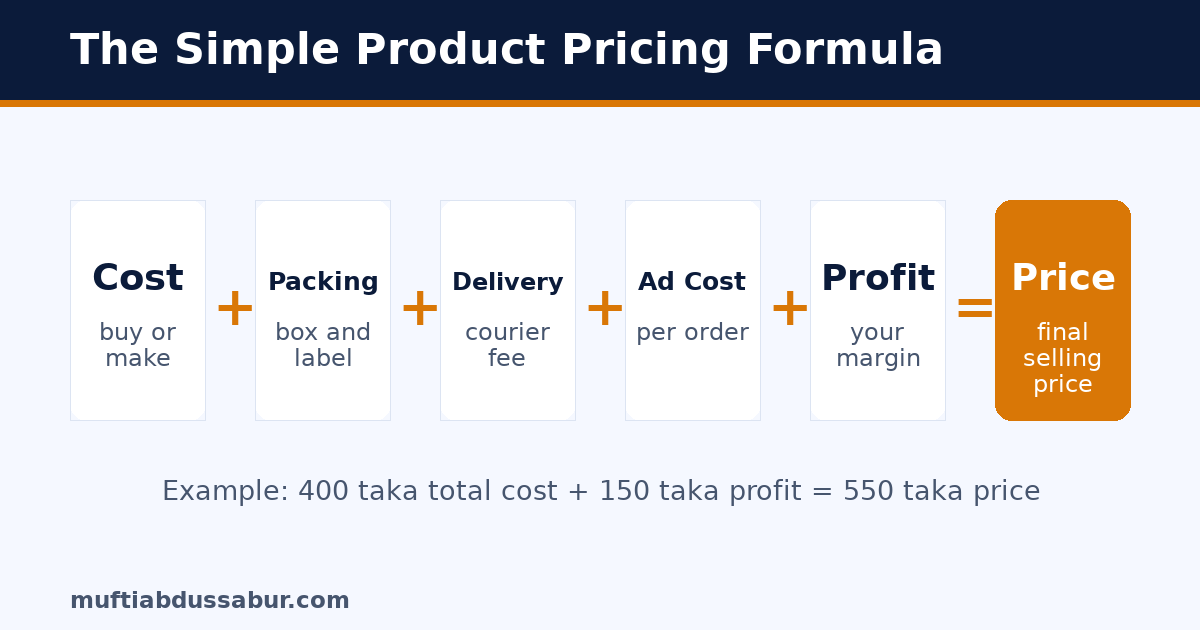 The Simple Product Pricing Formula
Cost
buy or
make
+
Packing
box and
label
+
Delivery
courier
fee
+
Ad Cost
per order
+
Profit
your
margin
=
Price
final
selling
price
Example: 400 taka total cost + 150 taka profit = 550 taka price
muftiabdussabur.com